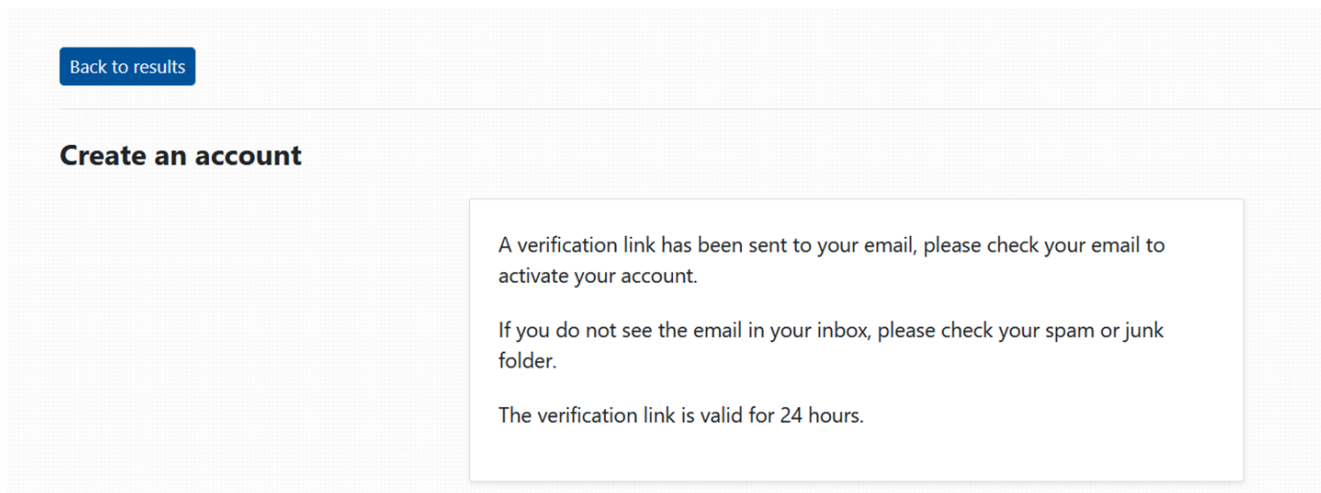 Back to results
Create an account
A verification link has been sent to your email, please check your email to
activate your account.
If you do not see the email in your inbox, please check your spam or junk
folder.
The verification link is valid for 24 hours.